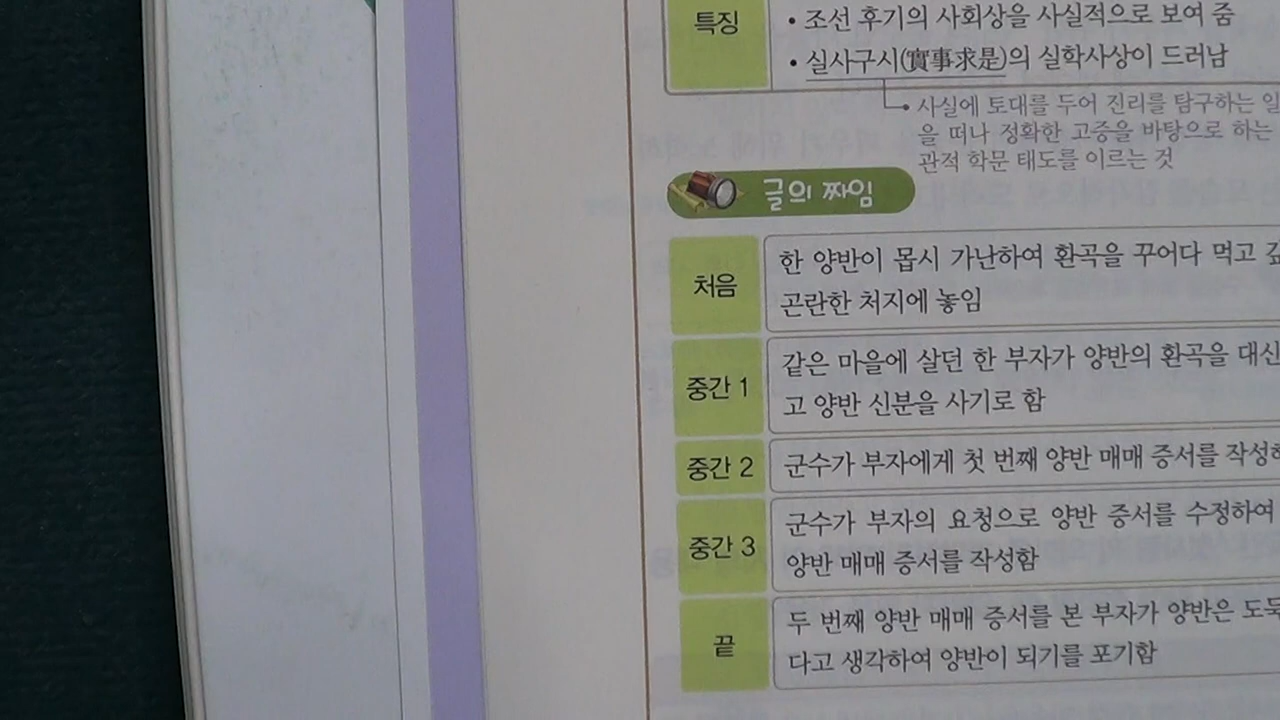 특징
• 조선 후기의 사회상을 사실적으로 보여 줌
• 실사구시(實事求是)의 실학사상이 드러남
사실에 토대를 두어 진리를 탐구하는 일
을 떠나 정확한 고증을 바탕으로 하는
관적 학문 태도를 이르는 것
글의 짜임
처음
한 양반이 몹시 가난하여 환곡을 꾸어다 먹고
곤란한 처지에 놓임
중간 1
같은 마을에 살던 한 부자가 양반의 환곡을 대신
고 양반 신분을 사기로 함
중간 2
군수가 부자에게 첫 번째 양반 매매 증서를 작성
중간 3
군수가 부자의 요청으로 양반 증서를 수정하여
양반 매매 증서를 작성함
끝
두 번째 양반 매매 증서를 본 부자가 양반은
다고 생각하여 양반이 되기를 포기함